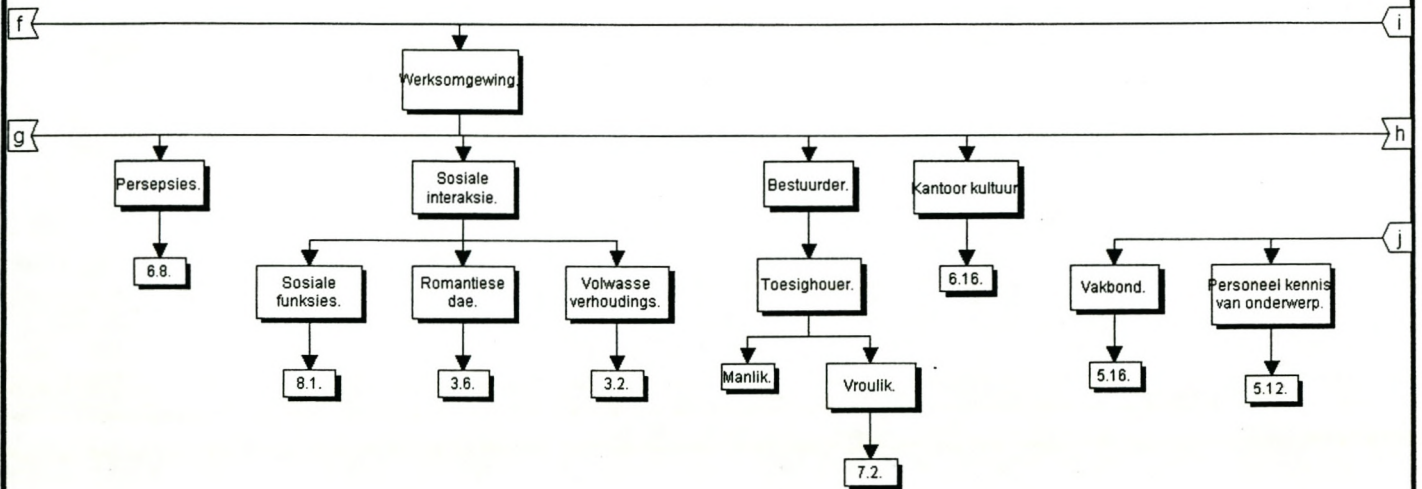 f
i
Werksomgewing.
g
h
Persepsies.
Sosiale
interaksie.
Bestuurder.
Kantoor kultuur
j
6.8.
Sosiale
funksies.
Romantiese
dae.
Volwasse
verhoudings.
Toesighouer.
6.16.
Vakbond.
Personeel kennis
van onderwerp.
8.1.
3.6.
3.2.
Manlik.
Vroulik.
5.16.
5.12.
7.2.